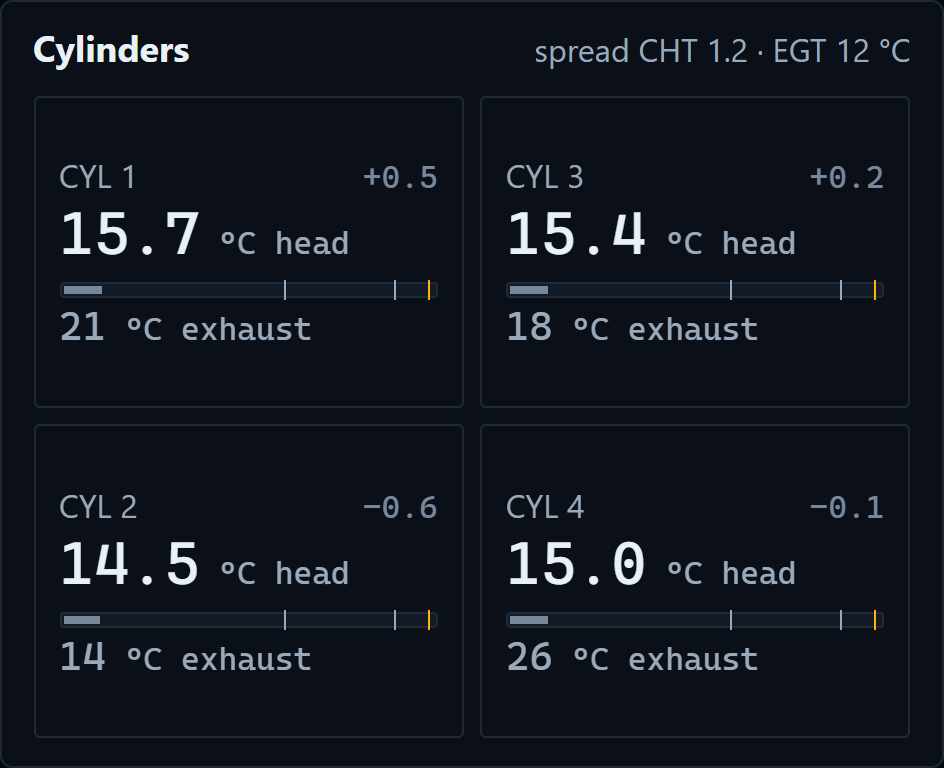 Cylinders
spread CHT 1.2 · EGT 12 °C
CYL 1 +0.5
15.7 °C head
21 °C exhaust
CYL 3 +0.2
15.4 °C head
18 °C exhaust
CYL 2 −0.6
14.5 °C head
14 °C exhaust
CYL 4 −0.1
15.0 °C head
26 °C exhaust